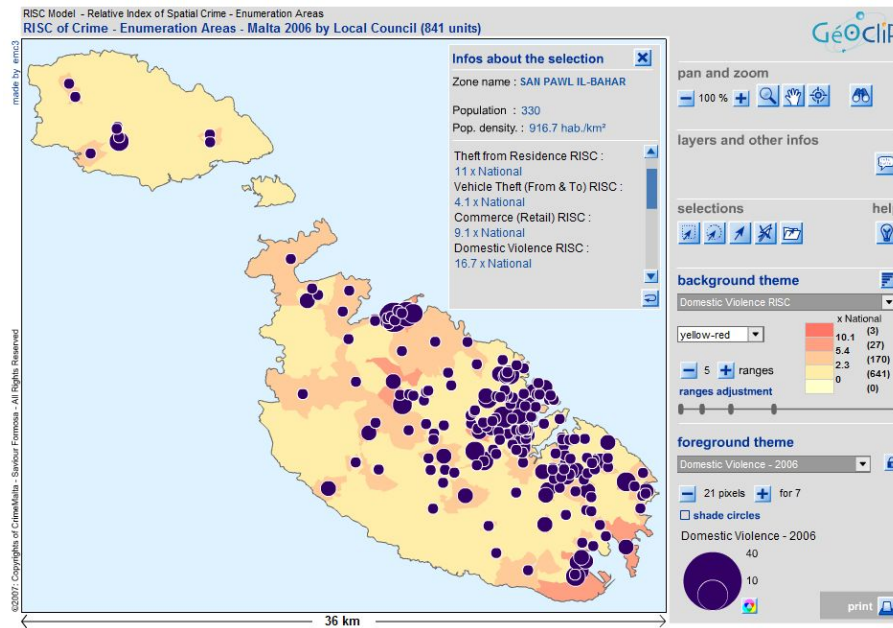 RISC Model - Relative Index of Spatial Crime - Enumeration Areas
RISC of Crime - Enumeration Areas - Malta 2006 by Local Council (841 units)
made by emc3
©2007: Copyrights of CrimeMalta - Saviour Formosa - All Rights Reserved
Infos about the selection
Zone name : SAN PAWL IL-BAHAR
Population : 330
Pop. density. : 916.7 hab./km²
Theft from Residence RISC :
11 x National
Vehicle Theft (From & To) RISC :
4.1 x National
Commerce (Retail) RISC :
9.1 x National
Domestic Violence RISC :
16.7 x National
36 km
GéocliP
pan and zoom
100 %
layers and other infos
selections
help
background theme
Domestic Violence RISC
yellow-red
5 ranges
ranges adjustment
x National
(3)
10.1
(27)
5.4
(170)
2.3
(641)
0
(0)
foreground theme
Domestic Violence - 2006
21 pixels for 7
shade circles
Domestic Violence - 2006
40
10
print